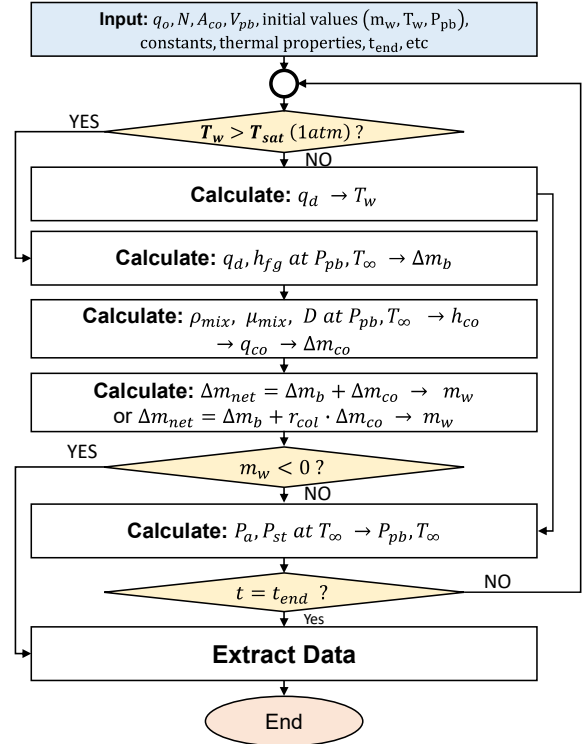 Input: q_o, N, A_co, V_pb, initial values (m_w, T_w, P_pb),
constants, thermal properties, t_end, etc
YES
T_w > T_sat (1atm) ?
NO
Calculate: q_d → T_w
Calculate: q_d, h_fg at P_pb, T_∞ → Δm_b
Calculate: ρ_mix, μ_mix, D at P_pb, T_∞ → h_co
→ q_co → Δm_co
Calculate: Δm_net = Δm_b + Δm_co → m_w
or Δm_net = Δm_b + r_col · Δm_co → m_w
YES
m_w < 0 ?
NO
Calculate: P_a, P_st at T_∞ → P_pb, T_∞
t = t_end ?
NO
Yes
Extract Data
End